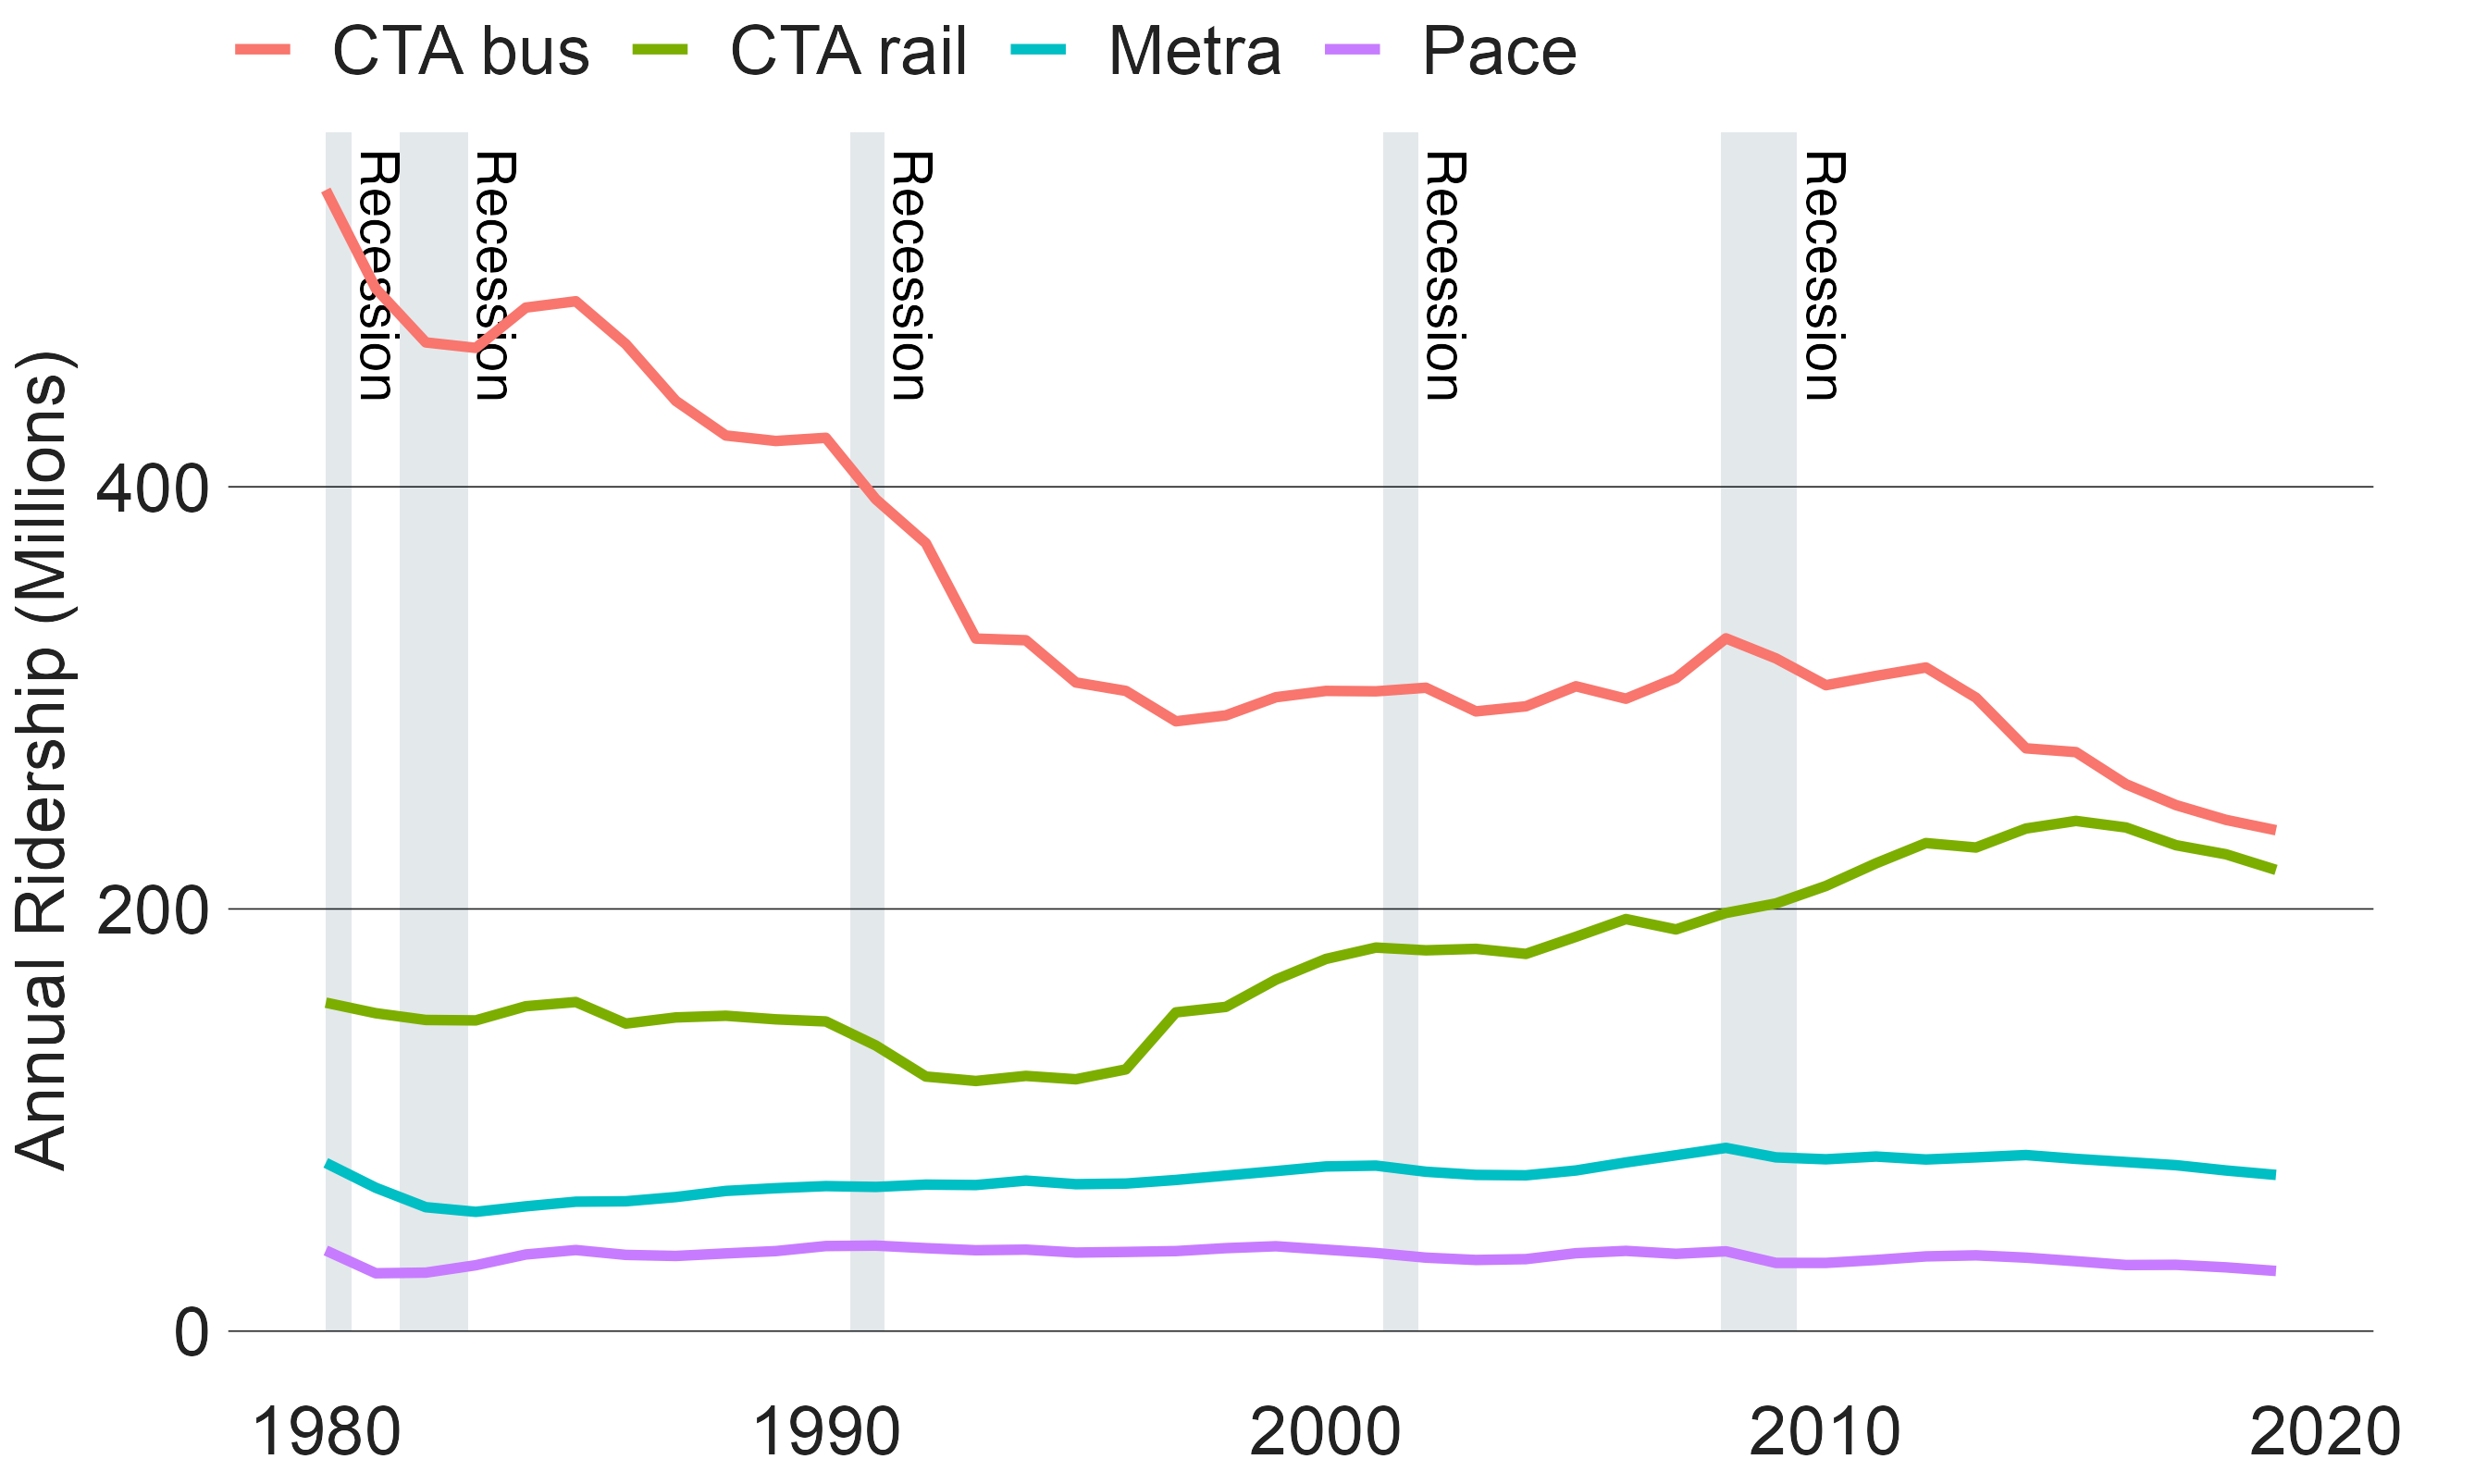 CTA bus CTA rail Metra Pace
Recession
Recession
Recession
Recession
Recession
Annual Ridership (Millions)
400
200
0
1980 1990 2000 2010 2020